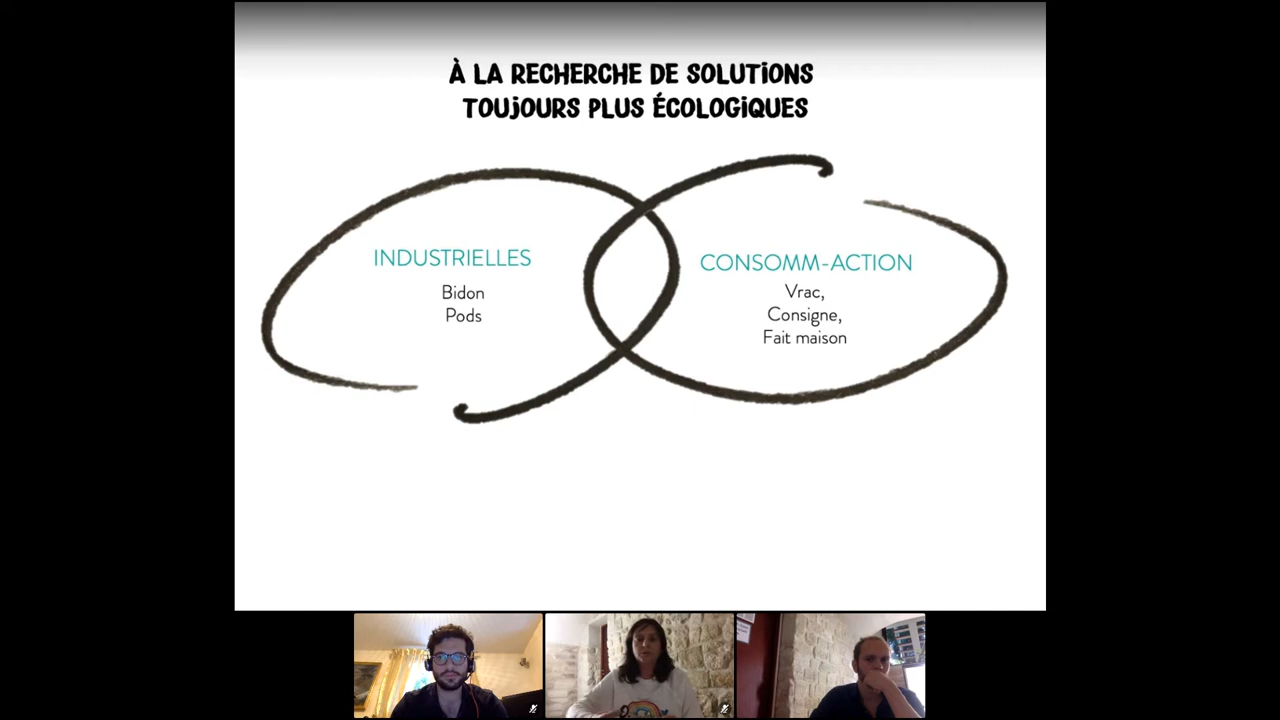 À LA RECHERCHE DE SOLUTIONS
TOUJOURS PLUS ÉCOLOGIQUES
INDUSTRIELLES
Bidon
Pods
CONSOMM-ACTION
Vrac,
Consigne,
Fait maison